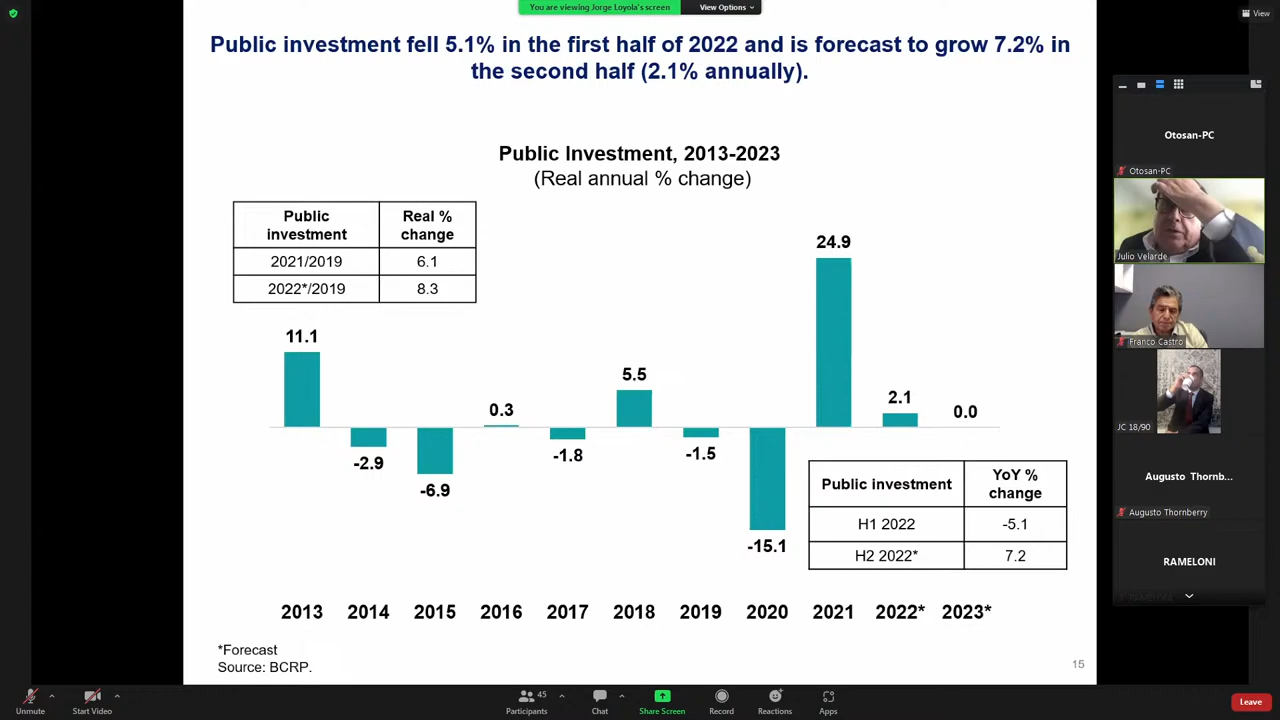 You are viewing Jorge Loyola's screen
View Options
View
Public investment fell 5.1% in the first half of 2022 and is forecast to grow 7.2% in
the second half (2.1% annually).
Public Investment, 2013-2023
(Real annual % change)
Public investment
Real % change
2021/2019
6.1
2022*/2019
8.3
11.1
-2.9
-6.9
0.3
-1.8
5.5
-1.5
-15.1
24.9
2.1
0.0
Public investment
YoY % change
H1 2022
-5.1
H2 2022*
7.2
2013
2014
2015
2016
2017
2018
2019
2020
2021
2022*
2023*
*Forecast
Source: BCRP.
15
Otosan-PC
Otosan-PC
Julio Velarde
Franco Castro
JC 18/90
Augusto Thornb...
Augusto Thornberry
RAMELONI
Unmute
Start Video
45
Participants
Chat
Share Screen
Record
Reactions
Apps
Leave